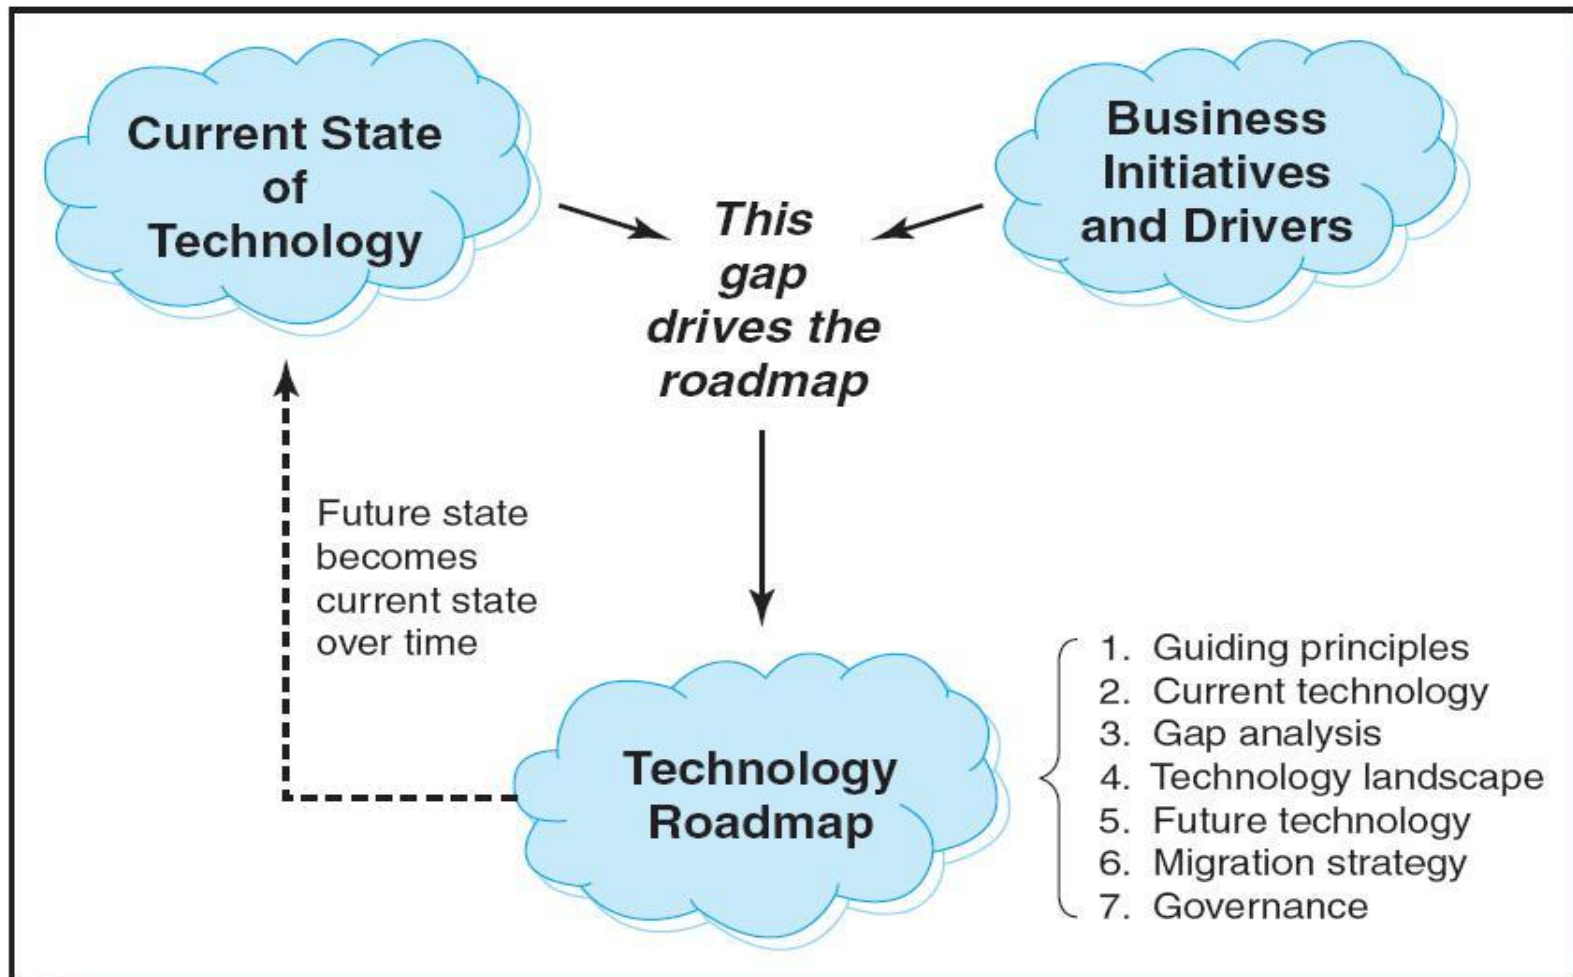 Current State
of
Technology
Business
Initiatives
and Drivers
This
gap
drives the
roadmap
Future state
becomes
current state
over time
Technology
Roadmap
1. Guiding principles
2. Current technology
3. Gap analysis
4. Technology landscape
5. Future technology
6. Migration strategy
7. Governance